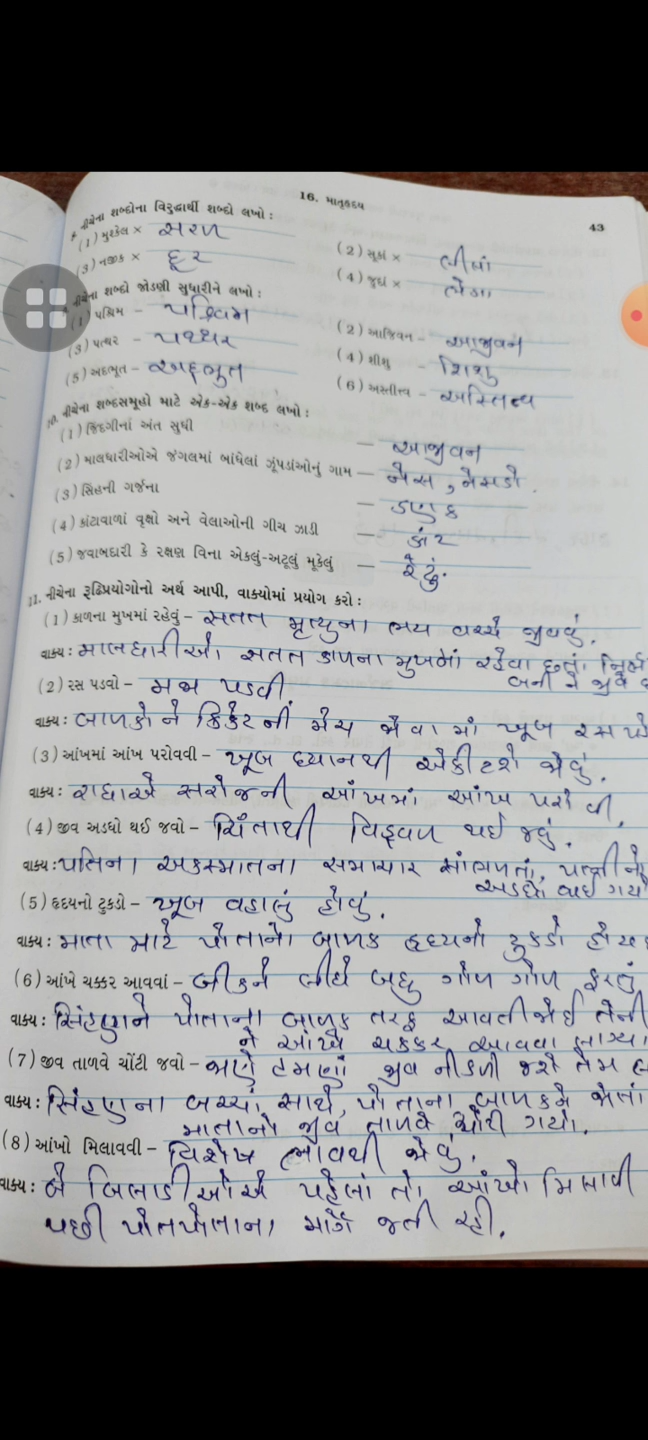 16. માતૃહૃદય
43
નીચેના શબ્દોના વિરુદ્ધાર્થી શબ્દો લખો :
(1) મુશ્કેલ × સરળ
(2) સૂકાં × લીલાં
(3) નજીક × દૂર
(4) જુદાં × ભેગા
નીચેના શબ્દો જોડણી સુધારીને લખો :
(1) પશ્ચિમ - પશ્ચિમ
(2) આજિવન - આજીવન
(3) પત્થર - પથ્થર
(4) શીશુ - શિશુ
(5) અદભૂત - અદ્દભુત
(6) અસ્તીત્વ - અસ્તિત્વ
10. નીચેના શબ્દસમૂહો માટે એક-એક શબ્દ લખો :
(1) જિંદગીનાં અંત સુધી — આજીવન
(2) માલધારીઓએ જંગલમાં બાંધેલાં ઝૂંપડાંઓનું ગામ — નેસ, નેસડો.
(3) સિંહની ગર્જના — ડણક
(4) કાંટાવાળાં વૃક્ષો અને વેલાઓની ગીચ ઝાડી
(5) જવાબદારી કે રક્ષણ વિના એકલું-અટૂલું મૂકેલું — રેઢું.
11. નીચેના રૂઢિપ્રયોગોનો અર્થ આપી, વાક્યોમાં પ્રયોગ કરો :
(1) કાળના મુખમાં રહેવું - સતત મૃત્યુના ભય વચ્ચે જીવવું.
વાક્ય : માલધારીઓ સતત કાળના મુખમાં રહેવા છતાં
બની ને જીવે
(2) રસ પડવો - મજા પડવી
વાક્ય : બાળકોને ક્રિકેટની મેચ જોવામાં ખૂબ રસ
(3) આંખમાં આંખ પરોવવી - ખૂબ ધ્યાનથી એકીટશે જોવું.
વાક્ય : રાધાએ સરોજની આંખમાં આંખ પરોવી.
(4) જીવ અડધો થઈ જવો - ચિંતાથી વિહ્વળ થઈ જવું.
વાક્ય : પતિના અકસ્માતના સમાચાર સાંભળતાં, પત્નીનો
અડધો થઈ ગયો
(5) હૃદયનો ટુકડો - ખૂબ વહાલું હોવું.
વાક્ય : માતા માટે પોતાનો બાળક હૃદયનો ટુકડો હોય
(6) આંખે ચક્કર આવવાં - બીકને લીધે બધુ ગોળ ગોળ ફરવું
વાક્ય : સિંહણને પોતાના બાળક તરફ આવતી જોઈ તેની
ને આંખે ચક્કર આવવા લાગ્યા
(7) જીવ તાળવે ચોંટી જવો - જાણે હમણાં જીવ નીકળી જશે તેમ
વાક્ય : સિંહણના બચ્ચાં સાથે, પોતાના બાળકને જોતાં
માતાનો જીવ તાળવે ચોંટી ગયો.
(8) આંખો મિલાવવી - વિશેષ ભાવથી જોવું.
વાક્ય : બે બિલાડીઓએ પહેલાં તો આંખો મિલાવી
પછી પોતપોતાના માર્ગે જતી રહી.